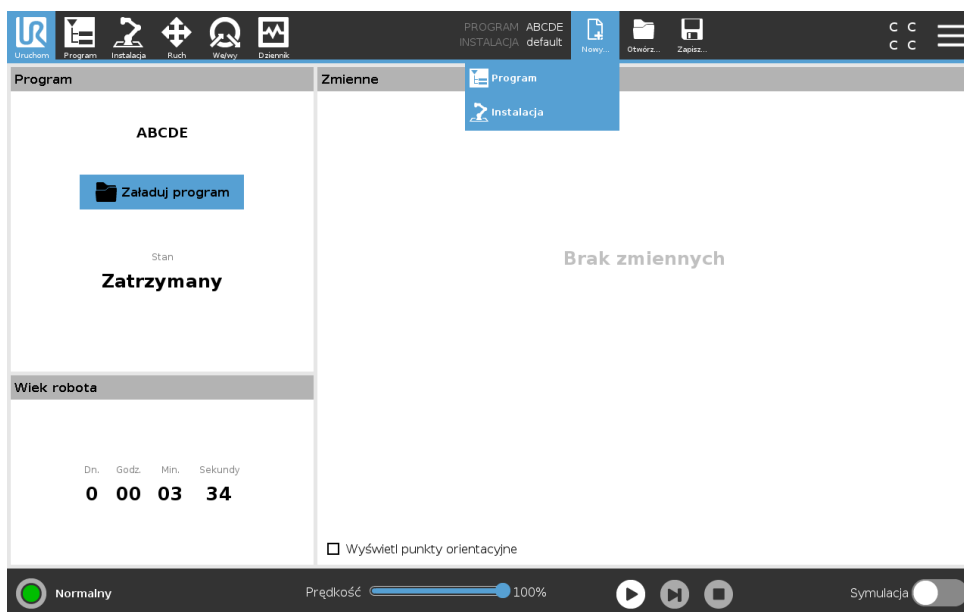 UR
Uruchom Program Instalacja Ruch We/wy Dziennik
PROGRAM ABCDE
INSTALACJA default
Nowy... Otwórz... Zapisz...
C C
C C
Program
Instalacja
Program
ABCDE
Załaduj program
Stan
Zatrzymany
Zmienne
Brak zmiennych
Wyświetl punkty orientacyjne
Wiek robota
Dn. Godz. Min. Sekundy
0 00 03 34
Normalny
Prędkość 100%
Symulacja